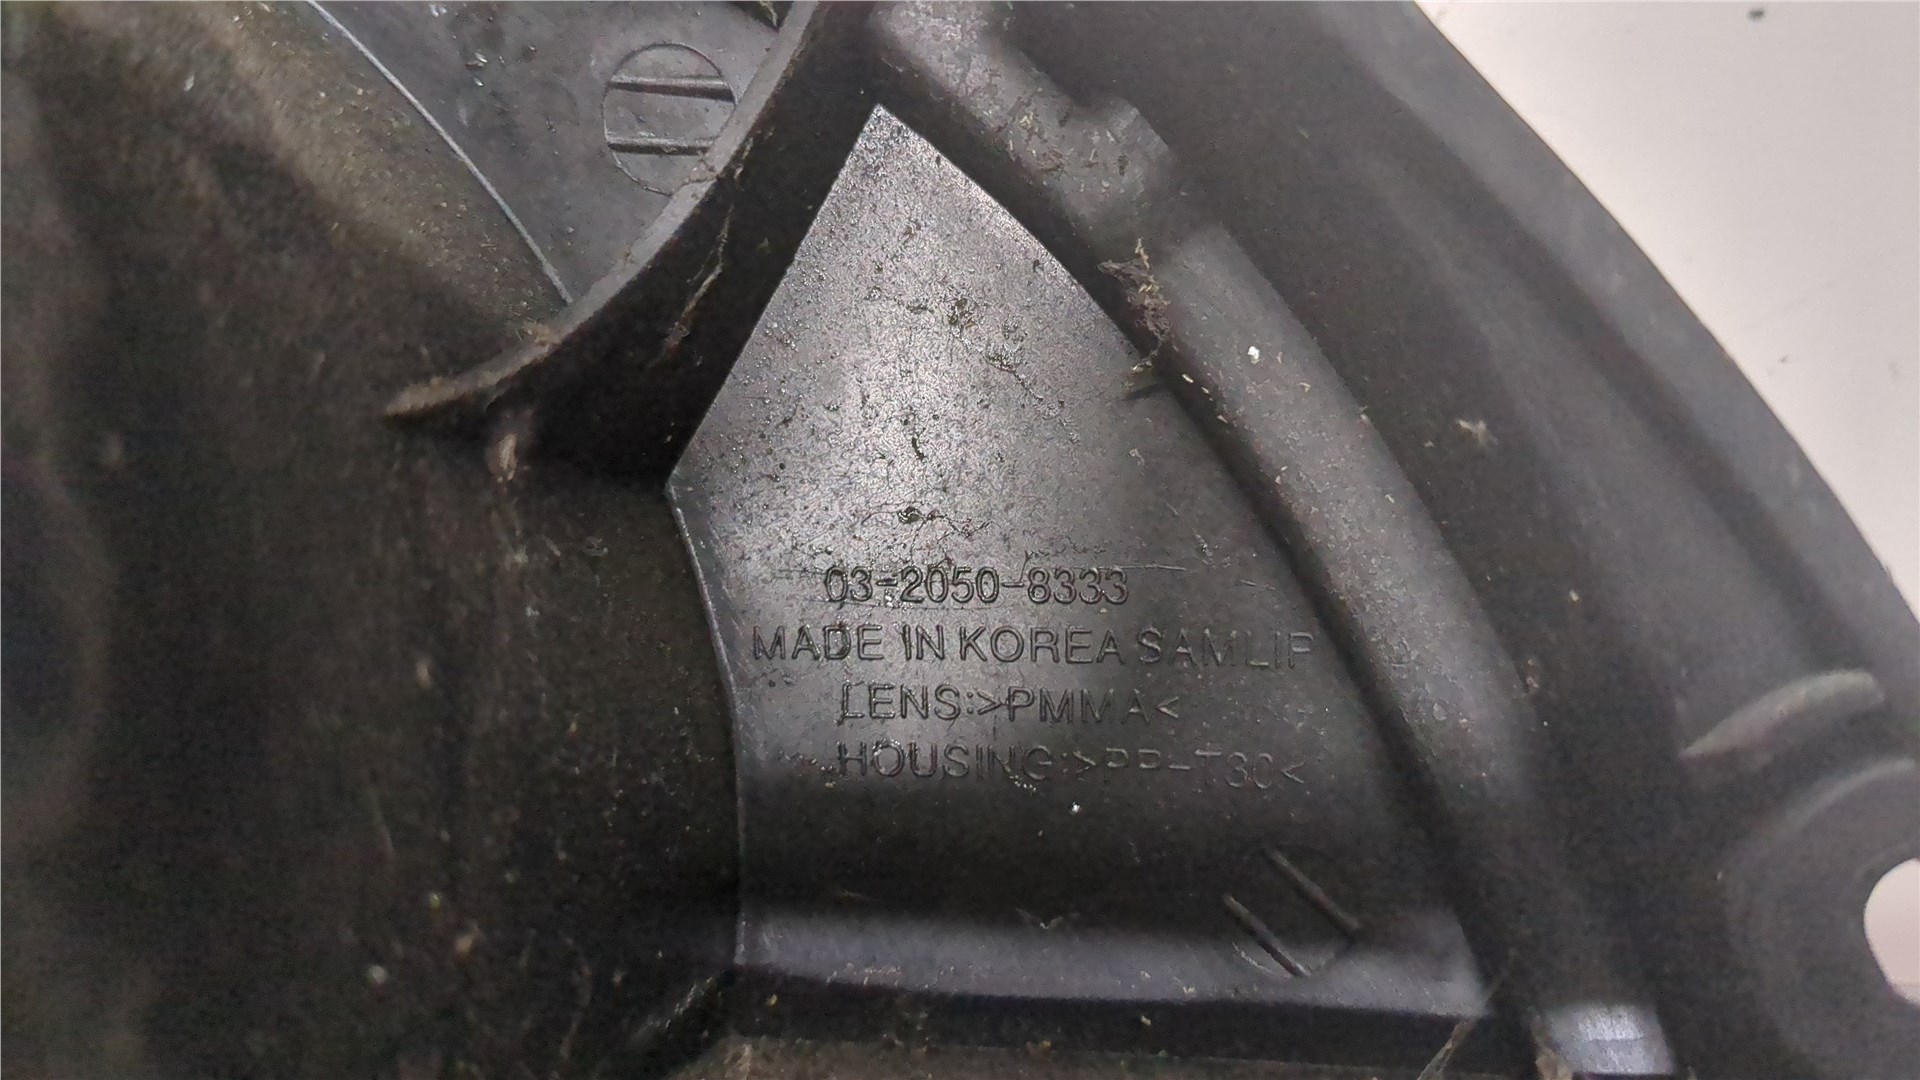 03-2050-8333
MADE IN KOREA SAMLIP
LENS:>PMMA<
HOUSING:>PP-T30<